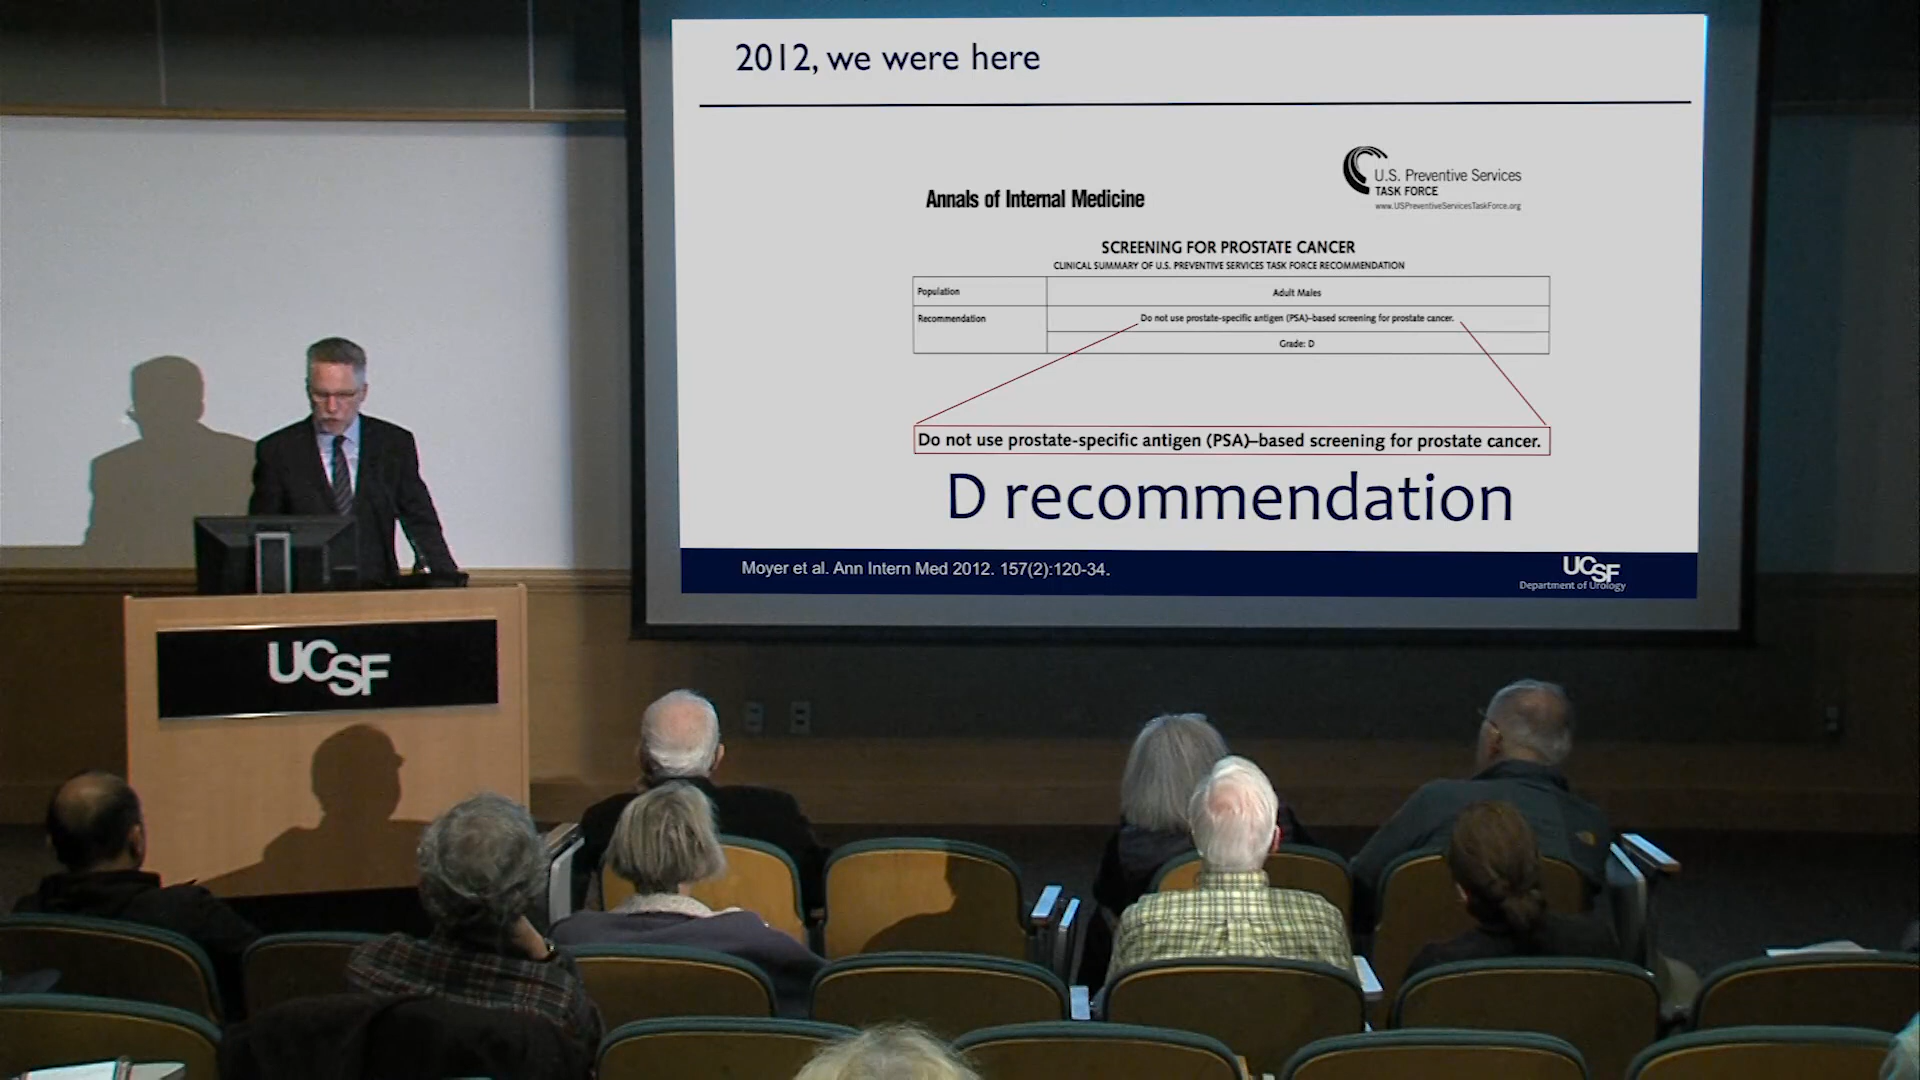 2012, we were here
U.S. Preventive Services
TASK FORCE
www.USPreventiveServicesTaskForce.org
Annals of Internal Medicine
SCREENING FOR PROSTATE CANCER
CLINICAL SUMMARY OF U.S. PREVENTIVE SERVICES TASK FORCE RECOMMENDATION
Population
Adult Males
Recommendation
Do not use prostate-specific antigen (PSA)–based screening for prostate cancer.
Grade: D
Do not use prostate-specific antigen (PSA)–based screening for prostate cancer.
D recommendation
Moyer et al. Ann Intern Med 2012. 157(2):120-34.
UCSF
Department of Urology
UCSF